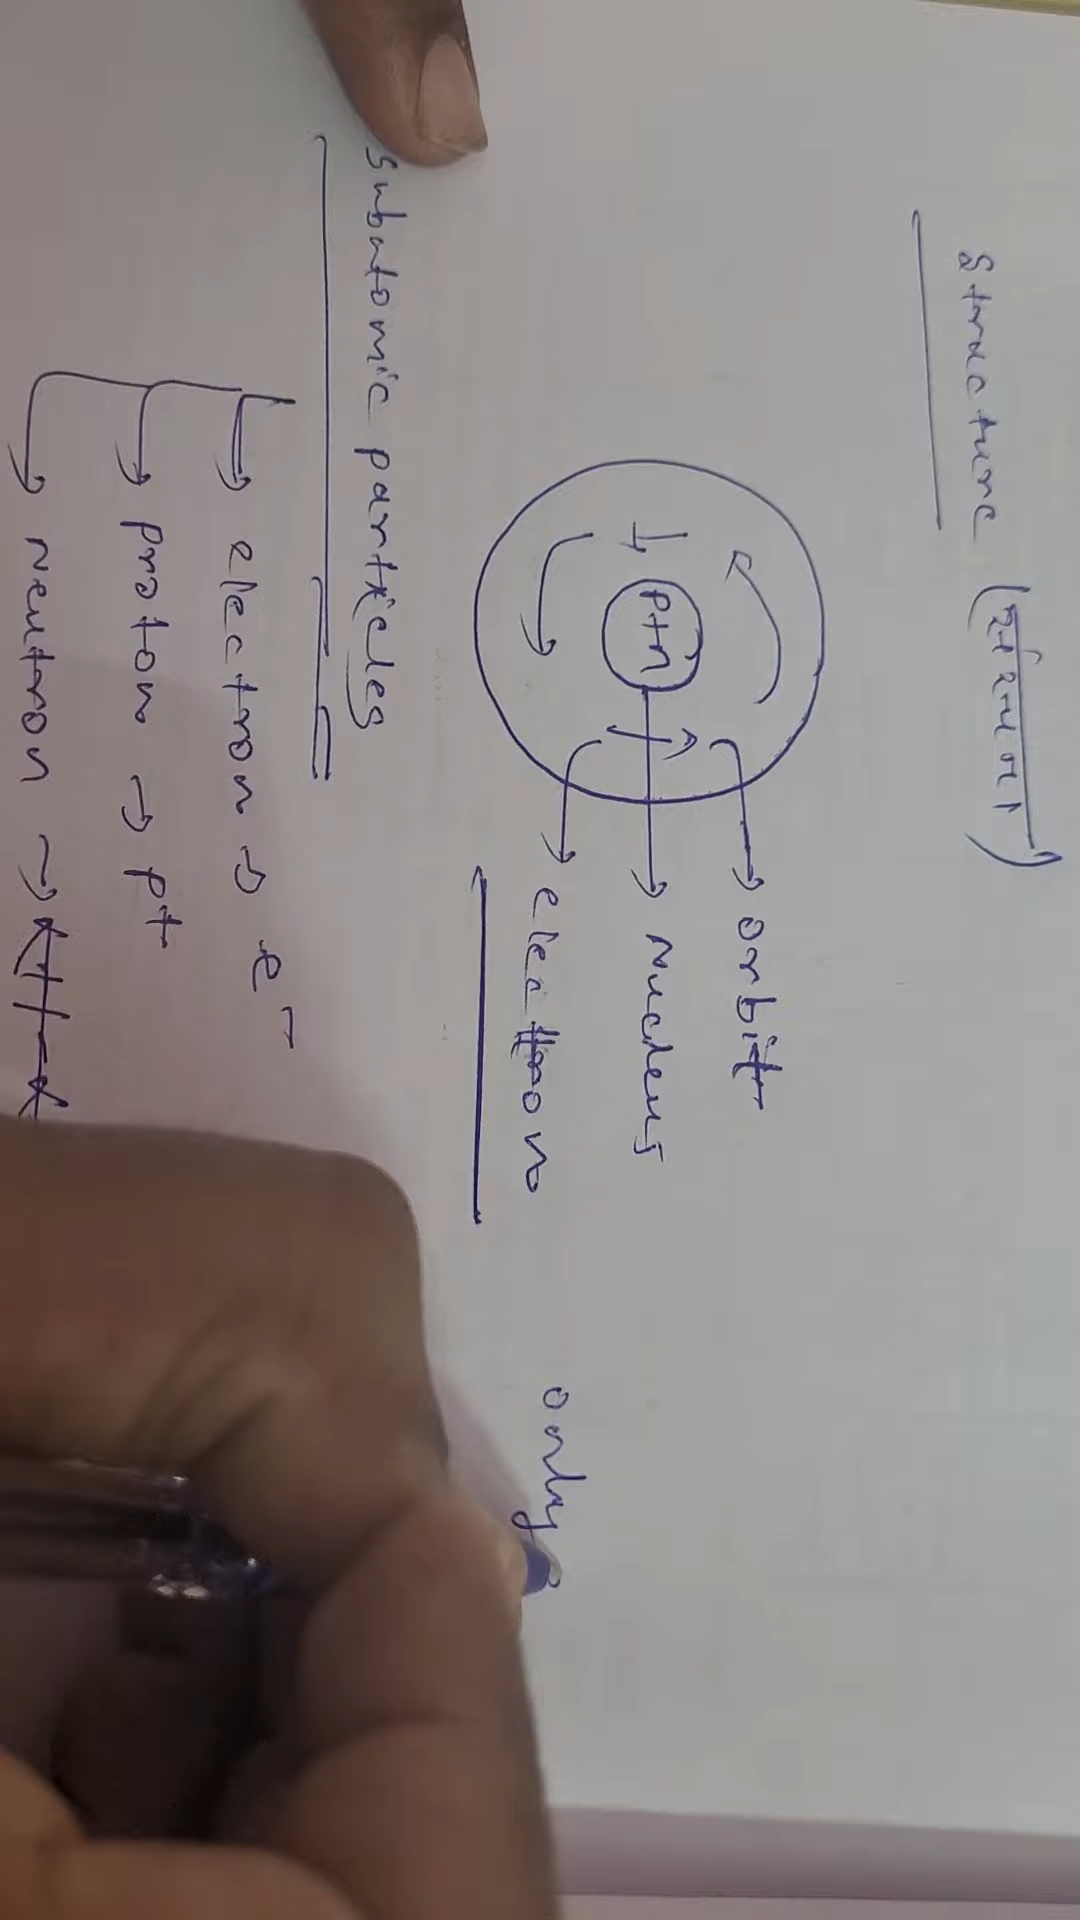 Structure (संरचना)
p+n
orbit
Nucleus
electron
only
Subatomic particles
electron → e⁻
proton → p+
Neutron →